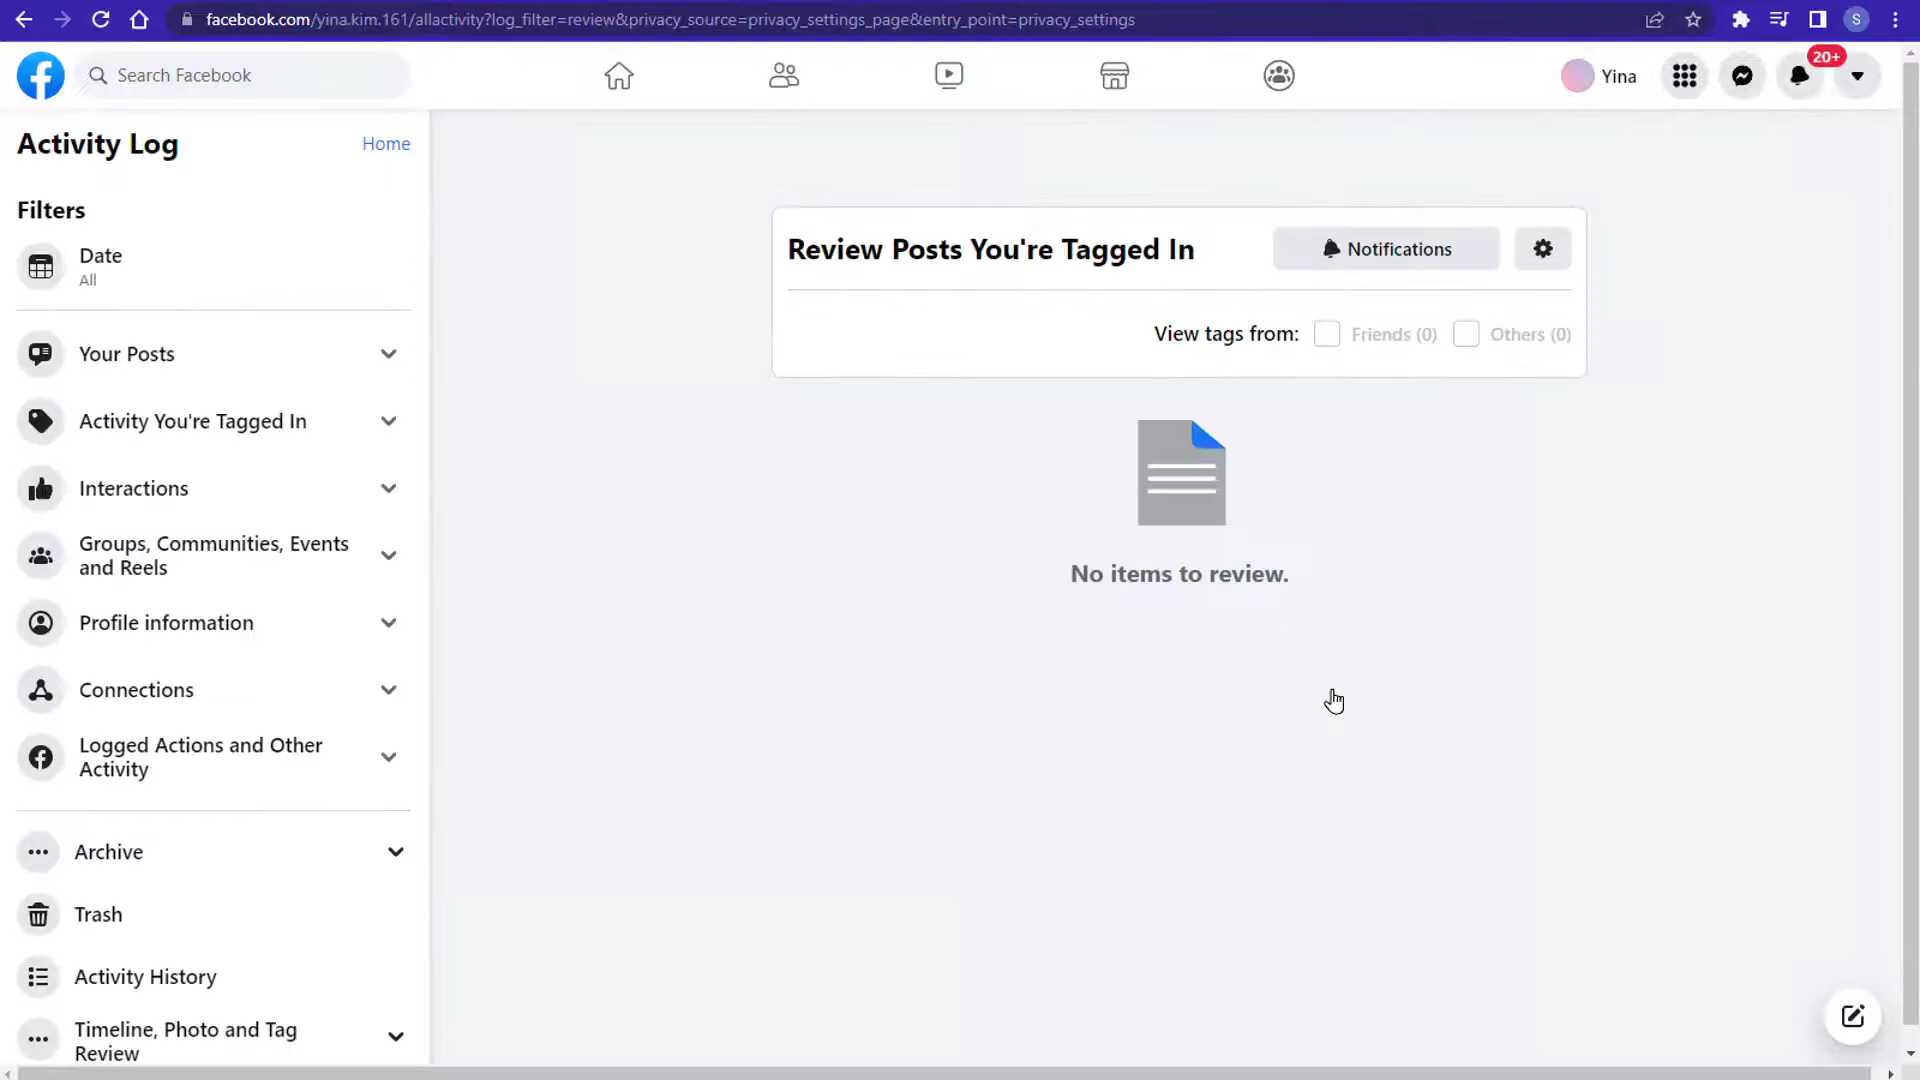 facebook.com/yina.kim.161/allactivity?log_filter=review&privacy_source=privacy_settings_page&entry_point=privacy_settings
S
Search Facebook
Yina
20+
Activity Log
Home
Filters
Date
All
Your Posts
Activity You're Tagged In
Interactions
Groups, Communities, Events
and Reels
Profile information
Connections
Logged Actions and Other
Activity
Archive
Trash
Activity History
Timeline, Photo and Tag
Review
Review Posts You're Tagged In
Notifications
View tags from:
Friends (0)
Others (0)
No items to review.